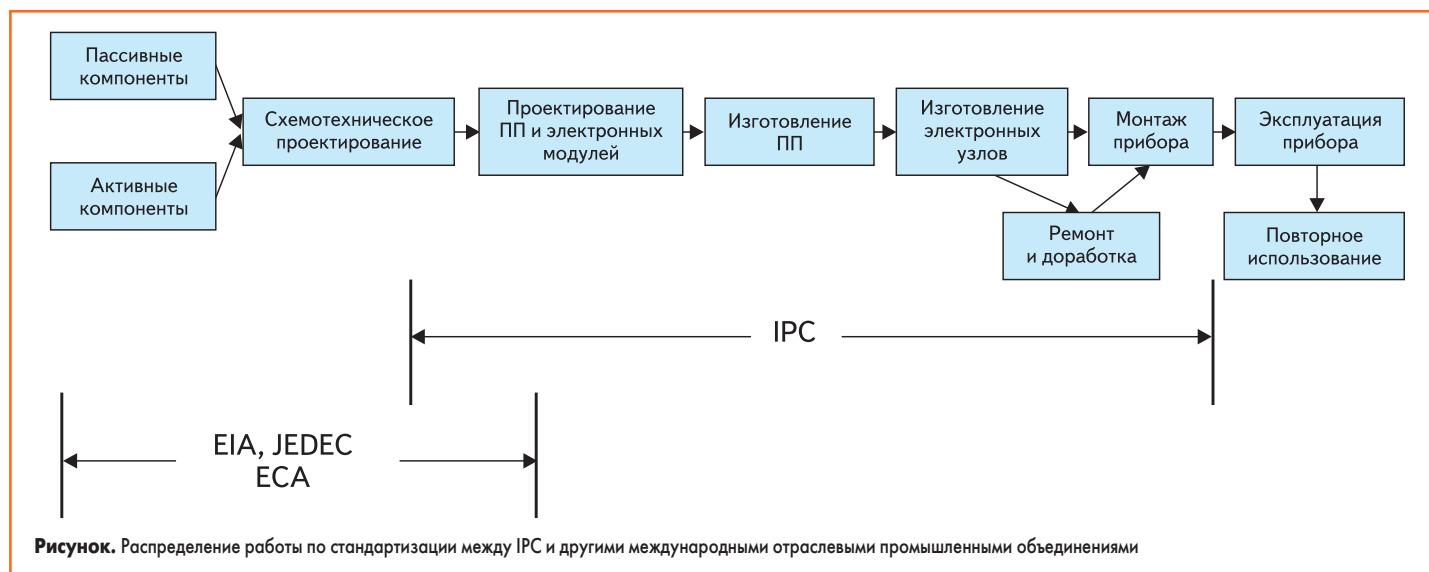 Пассивные
компоненты
Активные
компоненты
Схемотехническое
проектирование
Проектирование
ПП и электронных
модулей
Изготовление
ПП
Изготовление
электронных
узлов
Монтаж
прибора
Эксплуатация
прибора
Ремонт
и доработка
Повторное
использование
IPC
EIA, JEDEC
ECA
Рисунок. Распределение работы по стандартизации между IPC и другими международными отраслевыми промышленными объединениями